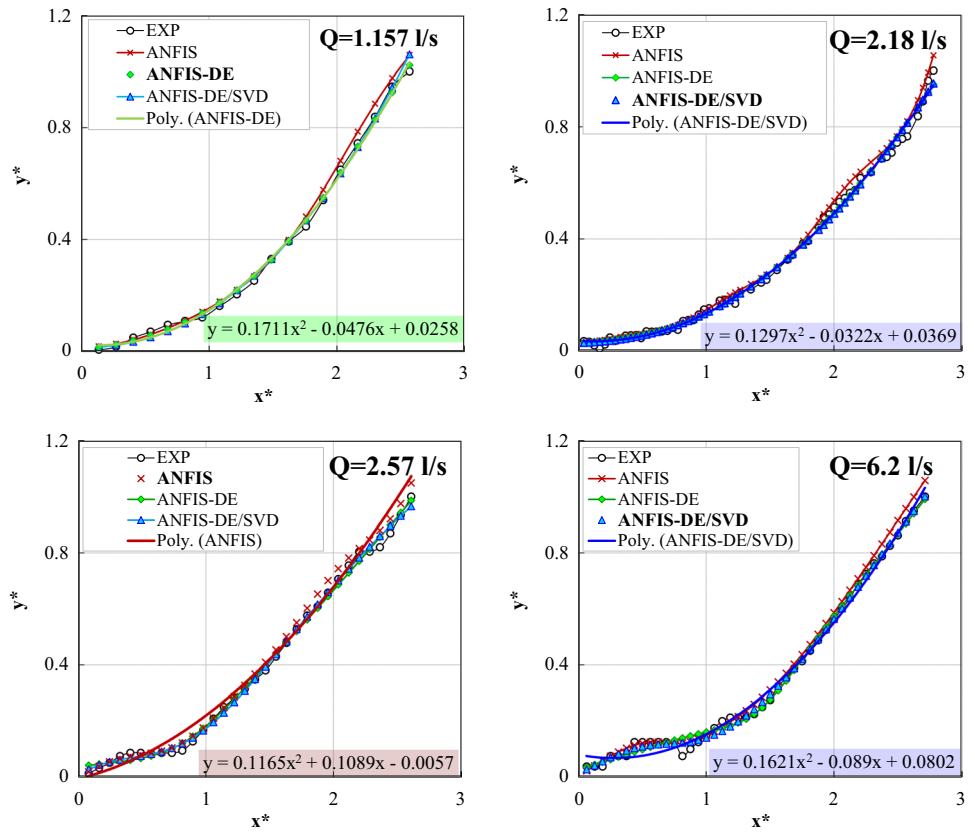 1.2
0.8
0.4
0
y*
EXP
ANFIS
ANFIS-DE
ANFIS-DE/SVD
Poly. (ANFIS-DE)
Q=1.157 l/s
y = 0.1711x² - 0.0476x + 0.0258
0 1 2 3
x*
1.2
0.8
0.4
0
y*
EXP
ANFIS
ANFIS-DE
ANFIS-DE/SVD
Poly. (ANFIS-DE/SVD)
Q=2.18 l/s
y = 0.1297x² - 0.0322x + 0.0369
0 1 2 3
x*
1.2
0.8
0.4
0
y*
EXP
ANFIS
ANFIS-DE
ANFIS-DE/SVD
Poly. (ANFIS)
Q=2.57 l/s
y = 0.1165x² + 0.1089x - 0.0057
0 1 2 3
x*
1.2
0.8
0.4
0
y*
EXP
ANFIS
ANFIS-DE
ANFIS-DE/SVD
Poly. (ANFIS-DE/SVD)
Q=6.2 l/s
y = 0.1621x² - 0.089x + 0.0802
0 1 2 3
x*